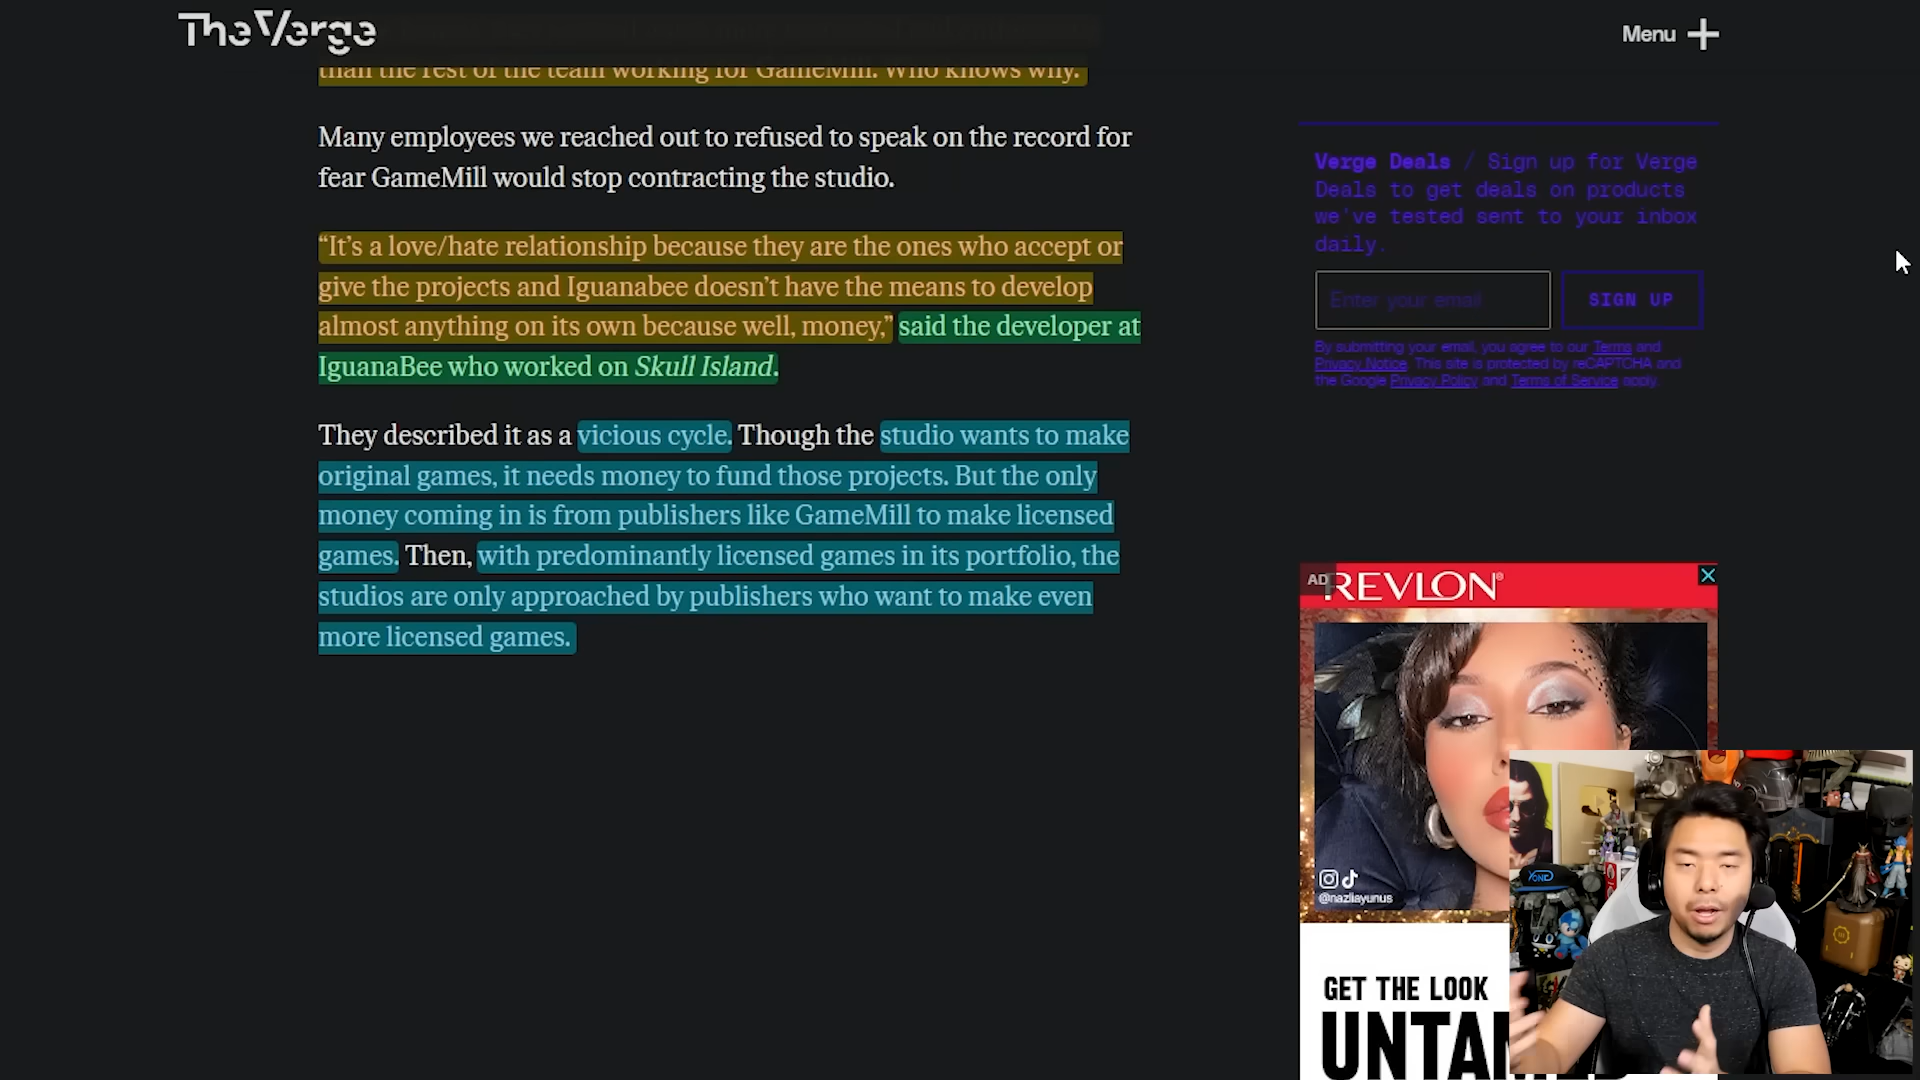 The Verge
Menu
than the rest of the team working for GameMill. Who knows why.
Many employees we reached out to refused to speak on the record for
fear GameMill would stop contracting the studio.
“It’s a love/hate relationship because they are the ones who accept or
give the projects and Iguanabee doesn’t have the means to develop
almost anything on its own because well, money,” said the developer at
IguanaBee who worked on Skull Island.
They described it as a vicious cycle. Though the studio wants to make
original games, it needs money to fund those projects. But the only
money coming in is from publishers like GameMill to make licensed
games. Then, with predominantly licensed games in its portfolio, the
studios are only approached by publishers who want to make even
more licensed games.
Verge Deals / Sign up for Verge
Deals to get deals on products
we've tested sent to your inbox
daily.
Enter your email
SIGN UP
By submitting your email, you agree to our Terms and
Privacy Notice. This site is protected by reCAPTCHA and
the Google Privacy Policy and Terms of Service apply.
AD
REVLON®
@nazliayunus
GET THE LOOK